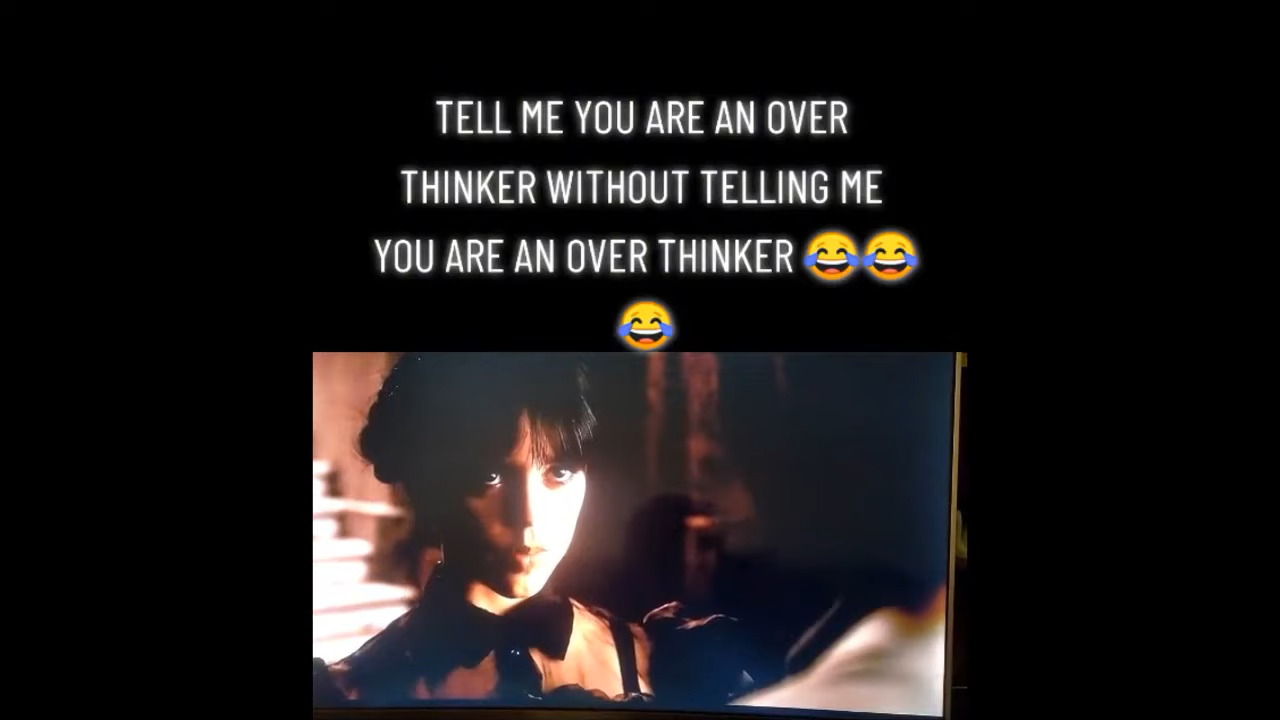 TELL ME YOU ARE AN OVER
THINKER WITHOUT TELLING ME
YOU ARE AN OVER THINKER 😂😂
😂